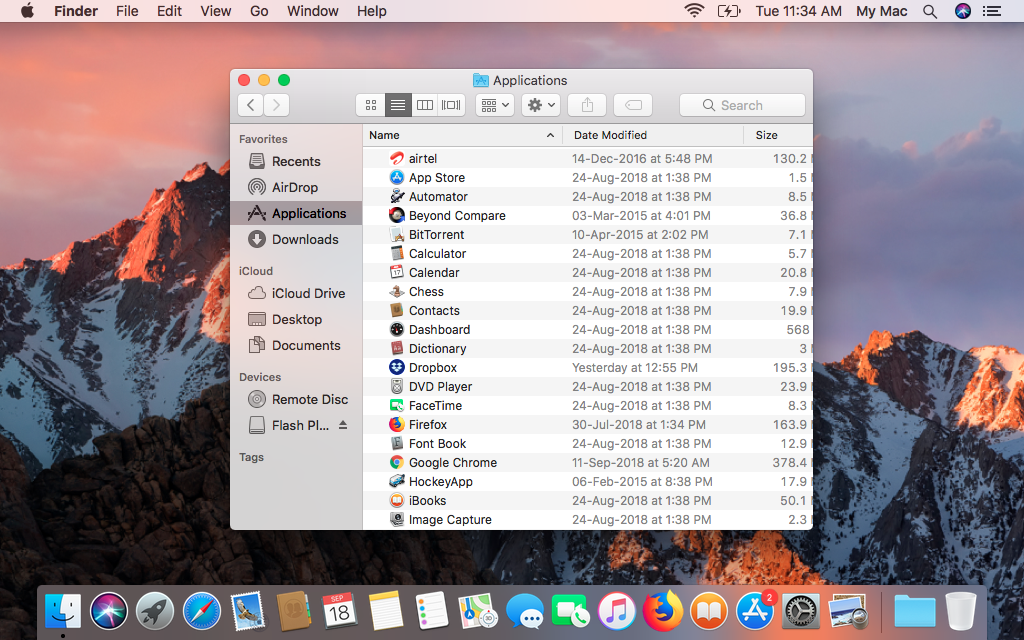 Finder File Edit View Go Window Help Tue 11:34 AM My Mac
Applications
Search
Favorites
Recents
AirDrop
Applications
Downloads
iCloud
iCloud Drive
Desktop
Documents
Devices
Remote Disc
Flash Pl...
Tags
Name Date Modified Size
airtel 14-Dec-2016 at 5:48 PM 130.2
App Store 24-Aug-2018 at 1:38 PM 1.5
Automator 24-Aug-2018 at 1:38 PM 8.5
Beyond Compare 03-Mar-2015 at 4:01 PM 36.8
BitTorrent 10-Apr-2015 at 2:02 PM 7.1
Calculator 24-Aug-2018 at 1:38 PM 5.7
Calendar 24-Aug-2018 at 1:38 PM 20.8
Chess 24-Aug-2018 at 1:38 PM 7.9
Contacts 24-Aug-2018 at 1:38 PM 19.9
Dashboard 24-Aug-2018 at 1:38 PM 568
Dictionary 24-Aug-2018 at 1:38 PM 3
Dropbox Yesterday at 12:55 PM 195.3
DVD Player 24-Aug-2018 at 1:38 PM 23.9
FaceTime 24-Aug-2018 at 1:38 PM 8.3
Firefox 30-Jul-2018 at 1:34 PM 163.9
Font Book 24-Aug-2018 at 1:38 PM 12.9
Google Chrome 11-Sep-2018 at 5:20 AM 378.4
HockeyApp 06-Feb-2015 at 8:38 PM 17.9
iBooks 24-Aug-2018 at 1:38 PM 50.1
Image Capture 24-Aug-2018 at 1:38 PM 2.3
SEP
18
2